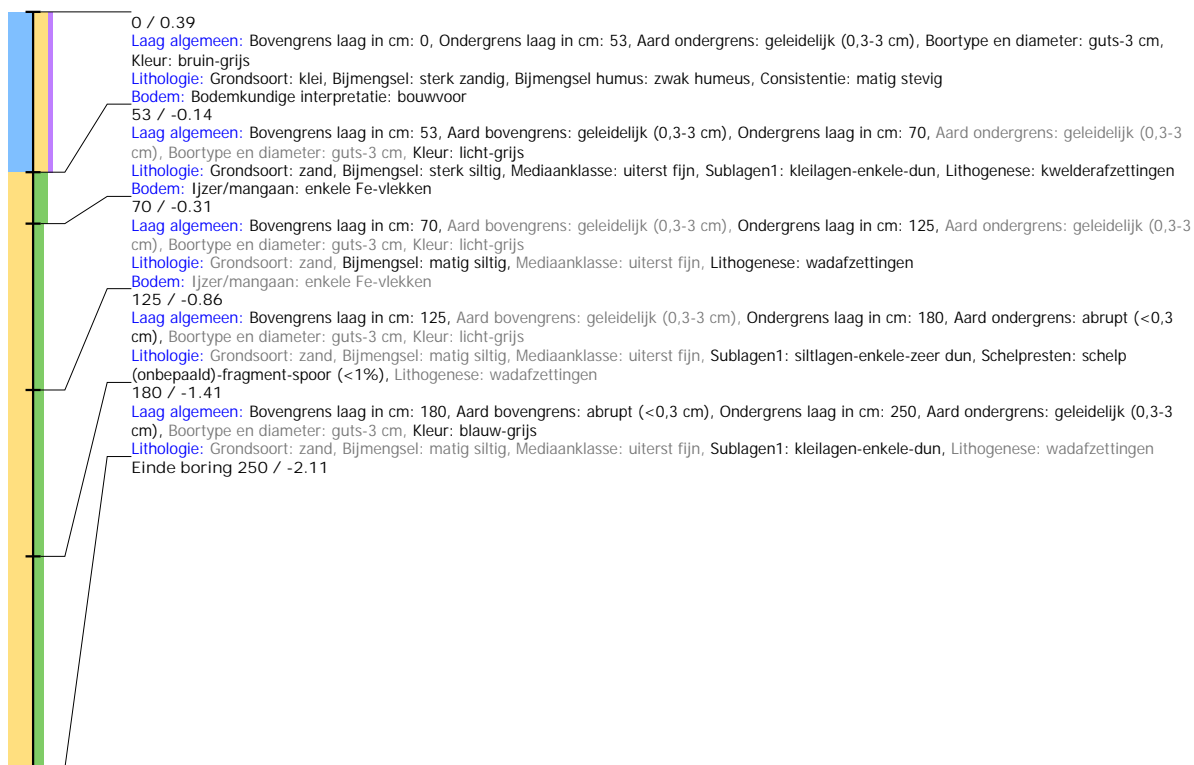 0 / 0.39
Laag algemeen: Bovengrens laag in cm: 0, Ondergrens laag in cm: 53, Aard ondergrens: geleidelijk (0,3-3 cm), Boortype en diameter: guts-3 cm,
Kleur: bruin-grijs
Lithologie: Grondsoort: klei, Bijmengsel: sterk zandig, Bijmengsel humus: zwak humeus, Consistentie: matig stevig
Bodem: Bodemkundige interpretatie: bouwvoor
53 / -0.14
Laag algemeen: Bovengrens laag in cm: 53, Aard bovengrens: geleidelijk (0,3-3 cm), Ondergrens laag in cm: 70, Aard ondergrens: geleidelijk (0,3-3
cm), Boortype en diameter: guts-3 cm, Kleur: licht-grijs
Lithologie: Grondsoort: zand, Bijmengsel: sterk siltig, Mediaanklasse: uiterst fijn, Sublagen1: kleilagen-enkele-dun, Lithogenese: kwelderafzettingen
Bodem: Ijzer/mangaan: enkele Fe-vlekken
70 / -0.31
Laag algemeen: Bovengrens laag in cm: 70, Aard bovengrens: geleidelijk (0,3-3 cm), Ondergrens laag in cm: 125, Aard ondergrens: geleidelijk (0,3-3
cm), Boortype en diameter: guts-3 cm, Kleur: licht-grijs
Lithologie: Grondsoort: zand, Bijmengsel: matig siltig, Mediaanklasse: uiterst fijn, Lithogenese: wadafzettingen
Bodem: Ijzer/mangaan: enkele Fe-vlekken
125 / -0.86
Laag algemeen: Bovengrens laag in cm: 125, Aard bovengrens: geleidelijk (0,3-3 cm), Ondergrens laag in cm: 180, Aard ondergrens: abrupt (<0,3
cm), Boortype en diameter: guts-3 cm, Kleur: licht-grijs
Lithologie: Grondsoort: zand, Bijmengsel: matig siltig, Mediaanklasse: uiterst fijn, Sublagen1: siltlagen-enkele-zeer dun, Schelpresten: schelp
(onbepaald)-fragment-spoor (<1%), Lithogenese: wadafzettingen
180 / -1.41
Laag algemeen: Bovengrens laag in cm: 180, Aard bovengrens: abrupt (<0,3 cm), Ondergrens laag in cm: 250, Aard ondergrens: geleidelijk (0,3-3
cm), Boortype en diameter: guts-3 cm, Kleur: blauw-grijs
Lithologie: Grondsoort: zand, Bijmengsel: matig siltig, Mediaanklasse: uiterst fijn, Sublagen1: kleilagen-enkele-dun, Lithogenese: wadafzettingen
Einde boring 250 / -2.11